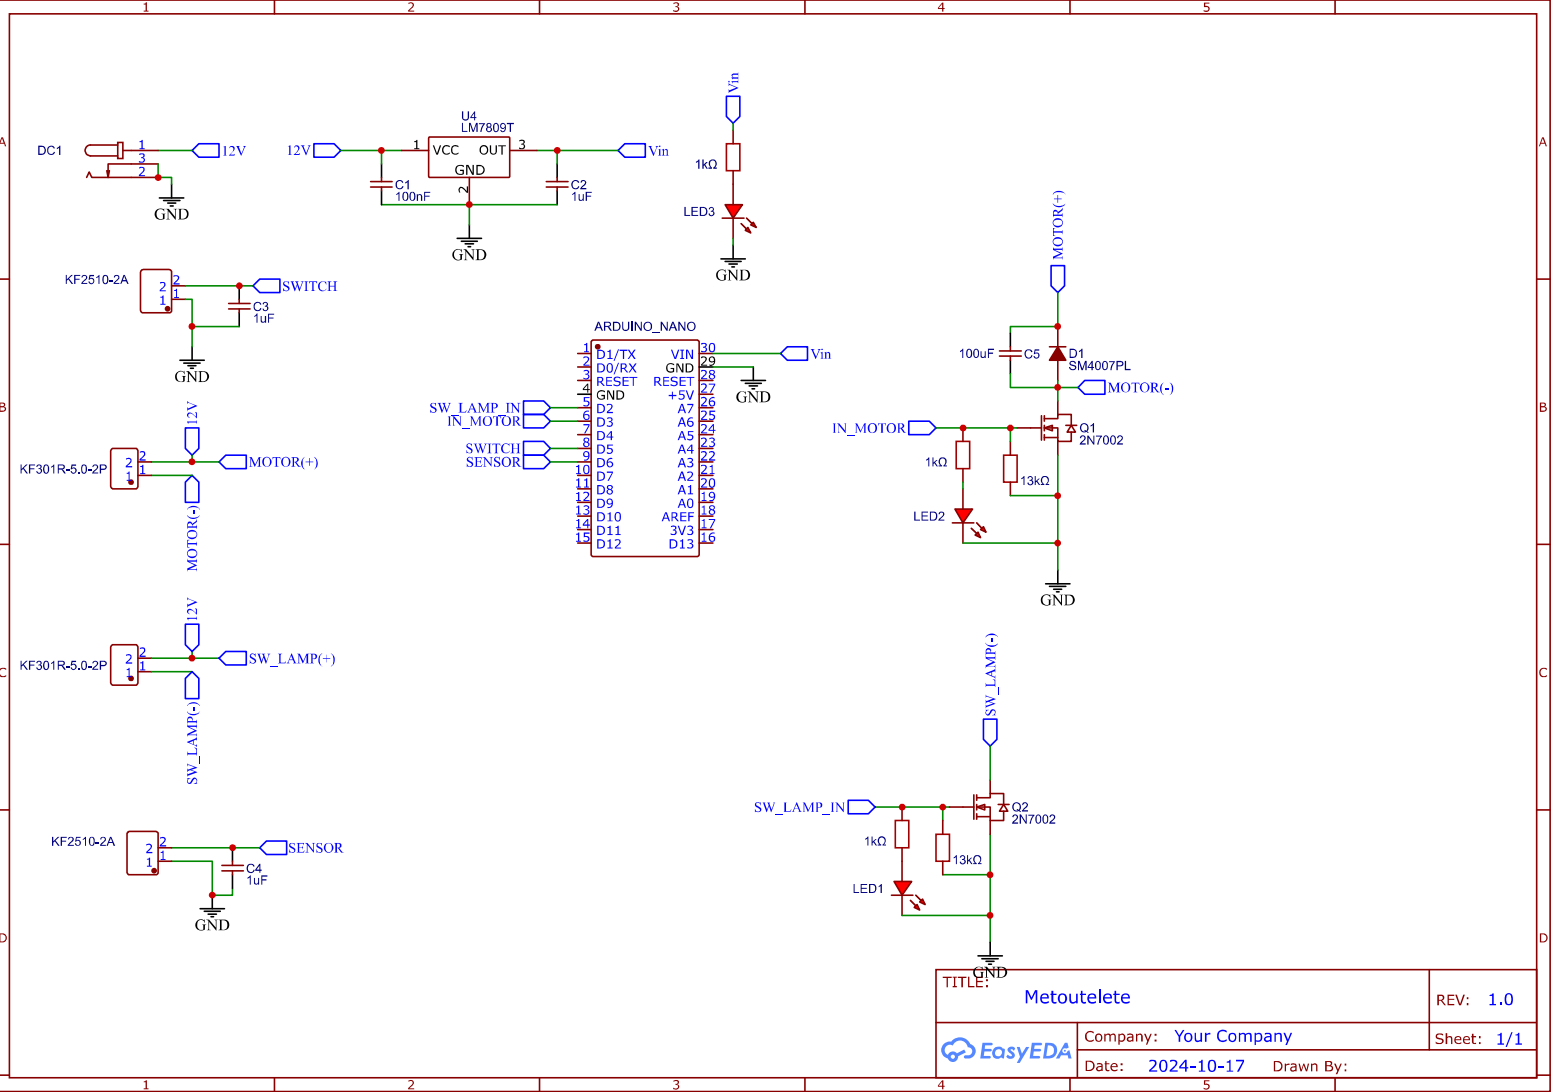 1 2 3 4 5
A
B
C
D
A
B
C
D
DC1
1
3
2
12V
GND
12V
U4
LM7809T
1
VCC OUT
3
GND
2
C1
100nF
C2
1uF
Vin
GND
Vin
1kΩ
LED3
GND
KF2510-2A
2
1
2
1
SWITCH
C3
1uF
GND
12V
KF301R-5.0-2P
2
1
2
1
MOTOR(+)
MOTOR(-)
12V
KF301R-5.0-2P
2
1
2
1
SW_LAMP(+)
SW_LAMP(-)
KF2510-2A
2
1
2
1
SENSOR
C4
1uF
GND
ARDUINO_NANO
1 D1/TX VIN 30
2 D0/RX GND 29
3 RESET RESET 28
4 GND +5V 27
5 D2 A7 26
6 D3 A6 25
7 D4 A5 24
8 D5 A4 23
9 D6 A3 22
10 D7 A2 21
11 D8 A1 20
12 D9 A0 19
13 D10 AREF 18
14 D11 3V3 17
15 D12 D13 16
SW_LAMP_IN
IN_MOTOR
SWITCH
SENSOR
Vin
GND
MOTOR(+)
100uF
C5
D1
SM4007PL
MOTOR(-)
IN_MOTOR
Q1
2N7002
1kΩ
13kΩ
LED2
GND
SW_LAMP(-)
SW_LAMP_IN
Q2
2N7002
1kΩ
13kΩ
LED1
GND
TITLE:
Metoutelete
REV: 1.0
EasyEDA
Company: Your Company
Sheet: 1/1
Date: 2024-10-17 Drawn By:
1 2 3 4 5